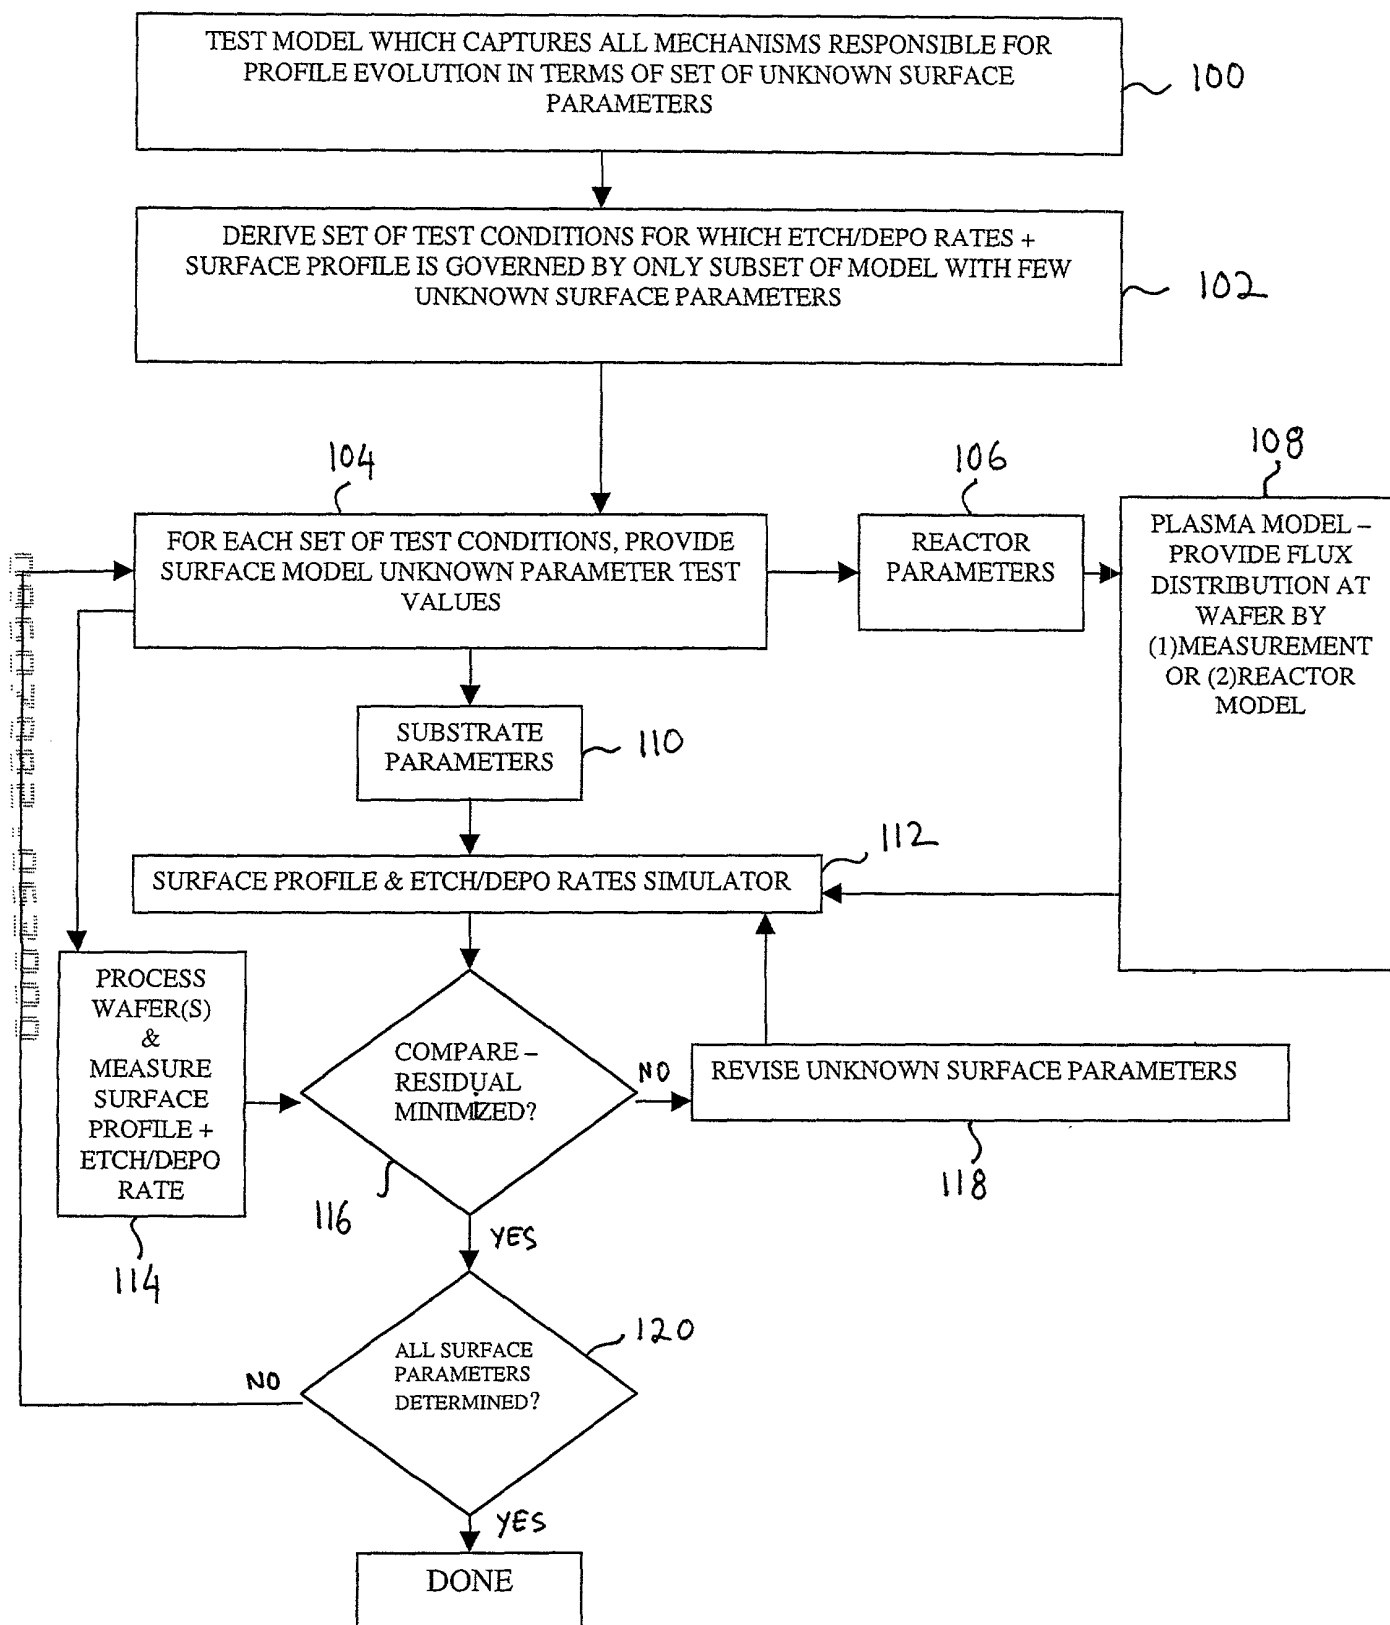 TEST MODEL WHICH CAPTURES ALL MECHANISMS RESPONSIBLE FOR
PROFILE EVOLUTION IN TERMS OF SET OF UNKNOWN SURFACE
PARAMETERS
100
DERIVE SET OF TEST CONDITIONS FOR WHICH ETCH/DEPO RATES +
SURFACE PROFILE IS GOVERNED BY ONLY SUBSET OF MODEL WITH FEW
UNKNOWN SURFACE PARAMETERS
102
104
FOR EACH SET OF TEST CONDITIONS, PROVIDE
SURFACE MODEL UNKNOWN PARAMETER TEST
VALUES
106
REACTOR
PARAMETERS
108
PLASMA MODEL –
PROVIDE FLUX
DISTRIBUTION AT
WAFER BY
(1)MEASUREMENT
OR (2)REACTOR
MODEL
SUBSTRATE
PARAMETERS
110
112
SURFACE PROFILE & ETCH/DEPO RATES SIMULATOR
PROCESS
WAFER(S)
&
MEASURE
SURFACE
PROFILE +
ETCH/DEPO
RATE
114
COMPARE –
RESIDUAL
MINIMIZED?
116
NO
REVISE UNKNOWN SURFACE PARAMETERS
118
YES
ALL SURFACE
PARAMETERS
DETERMINED?
120
NO
YES
DONE